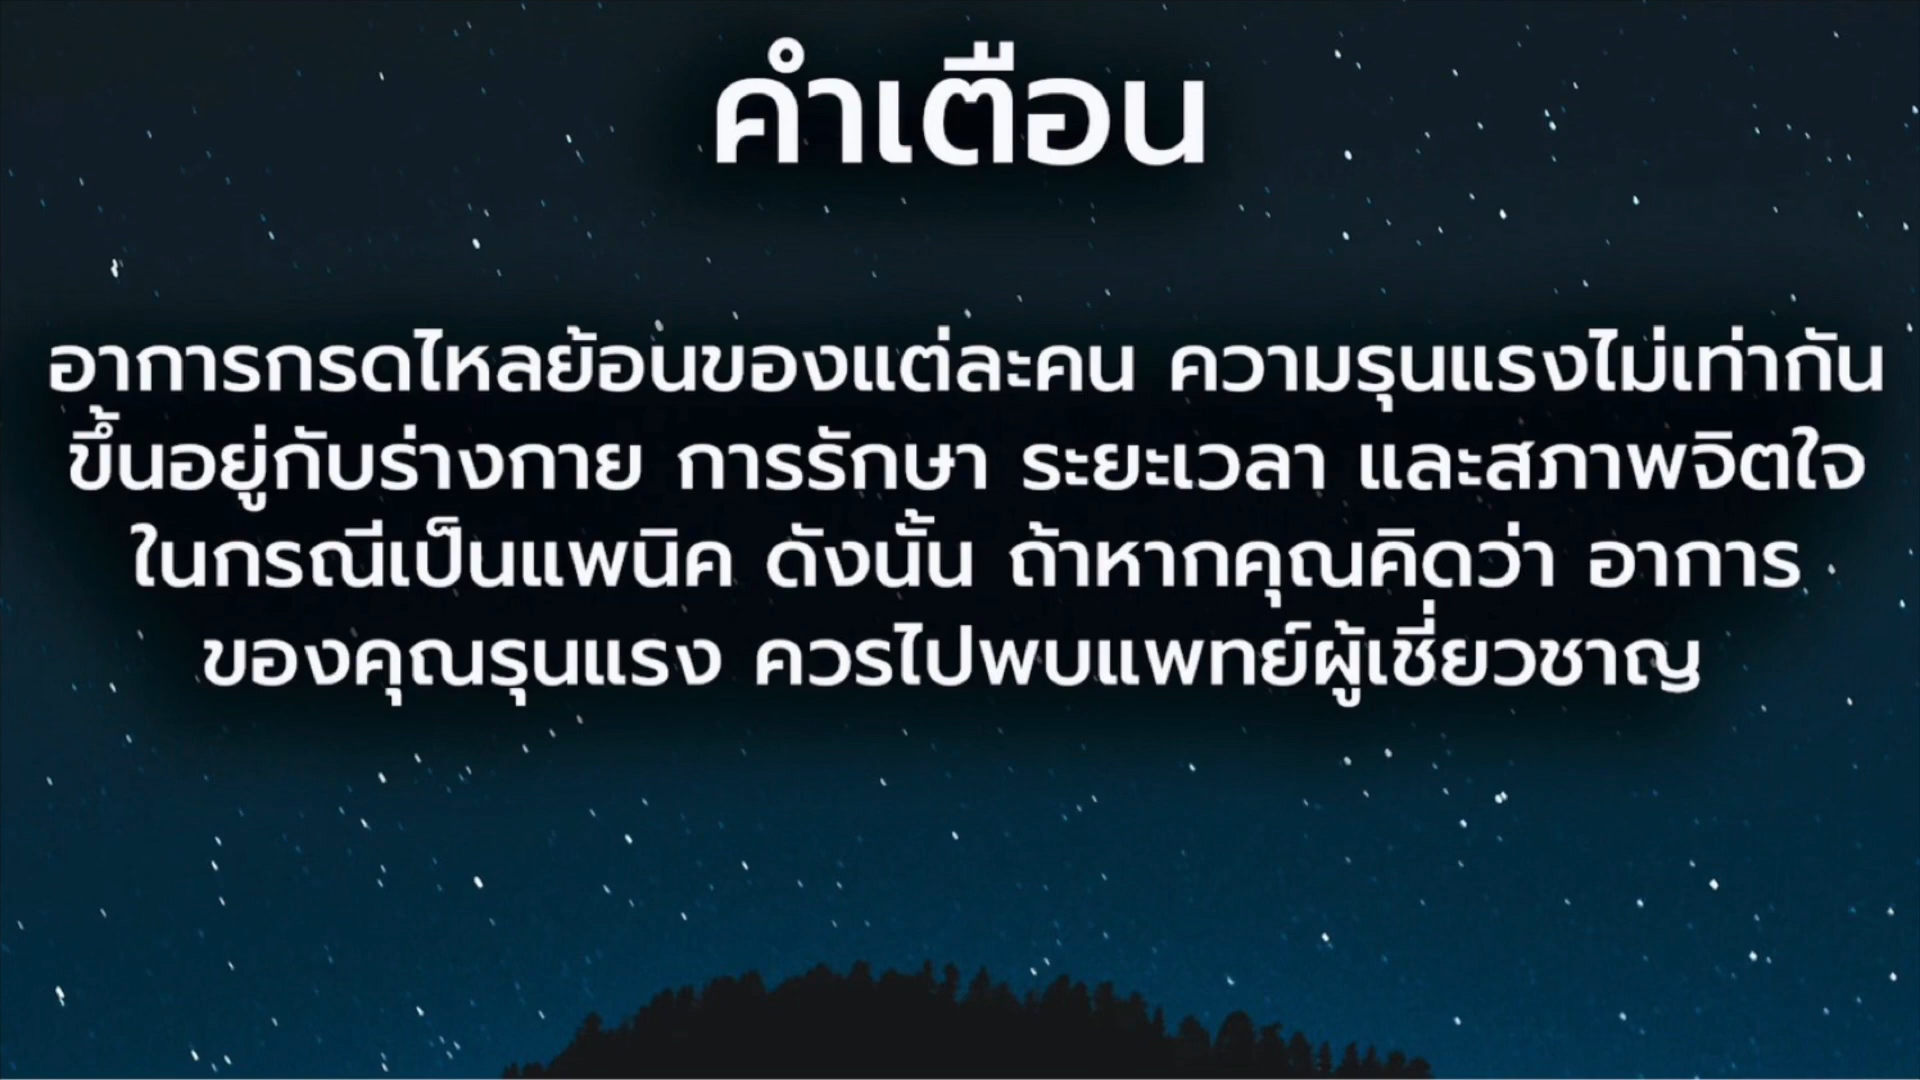 คำเตือน
อาการกรดไหลย้อนของแต่ละคน ความรุนแรงไม่เท่ากัน
ขึ้นอยู่กับร่างกาย การรักษา ระยะเวลา และสภาพจิตใจ
ในกรณีเป็นแพนิค ดังนั้น ถ้าหากคุณคิดว่า อาการ
ของคุณรุนแรง ควรไปพบแพทย์ผู้เชี่ยวชาญ